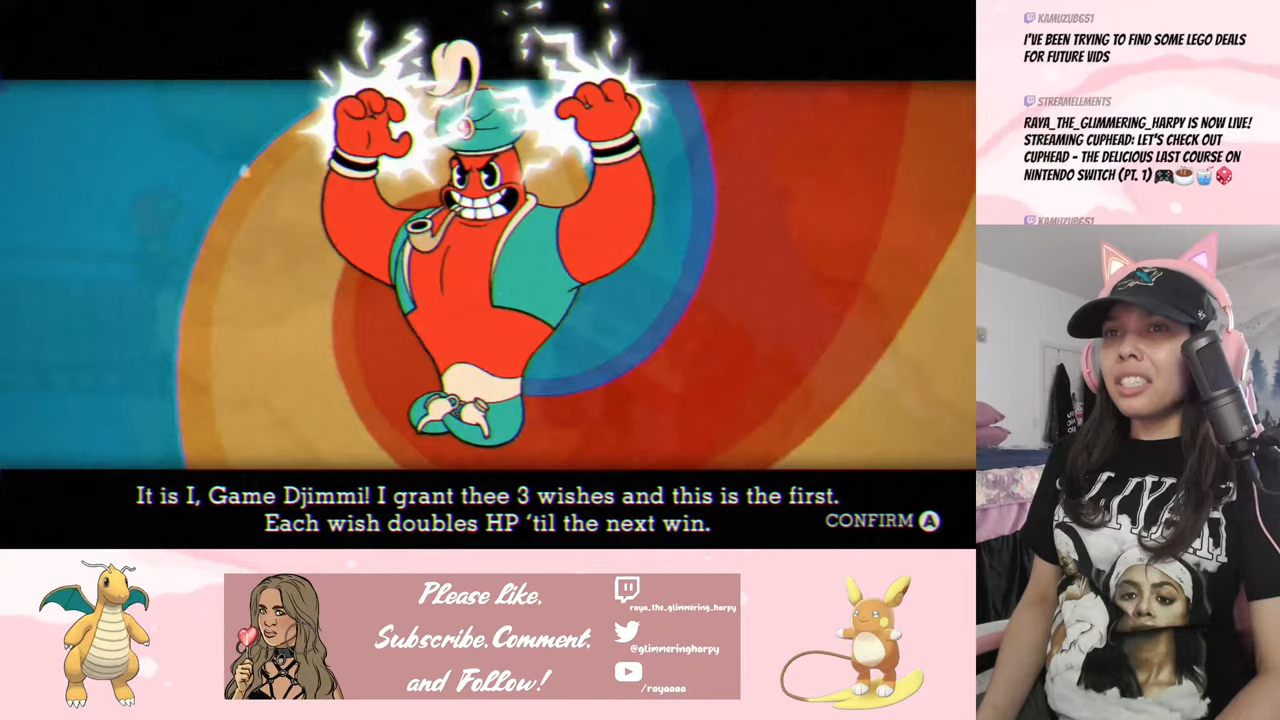 KAMUZUB651
I'VE BEEN TRYING TO FIND SOME LEGO DEALS
FOR FUTURE VIDS
STREAMELEMENTS
RAYA_THE_GLIMMERING_HARPY IS NOW LIVE!
STREAMING CUPHEAD: LET'S CHECK OUT
CUPHEAD - THE DELICIOUS LAST COURSE ON
NINTENDO SWITCH (PT. 1)
KAMUZUB651
It is I, Game Djimmi! I grant thee 3 wishes and this is the first.
Each wish doubles HP 'til the next win.
CONFIRM A
Please Like,
Subscribe, Comment,
and Follow!
raya_the_glimmering_harpy
@glimmeringharpy
/rayaaaa